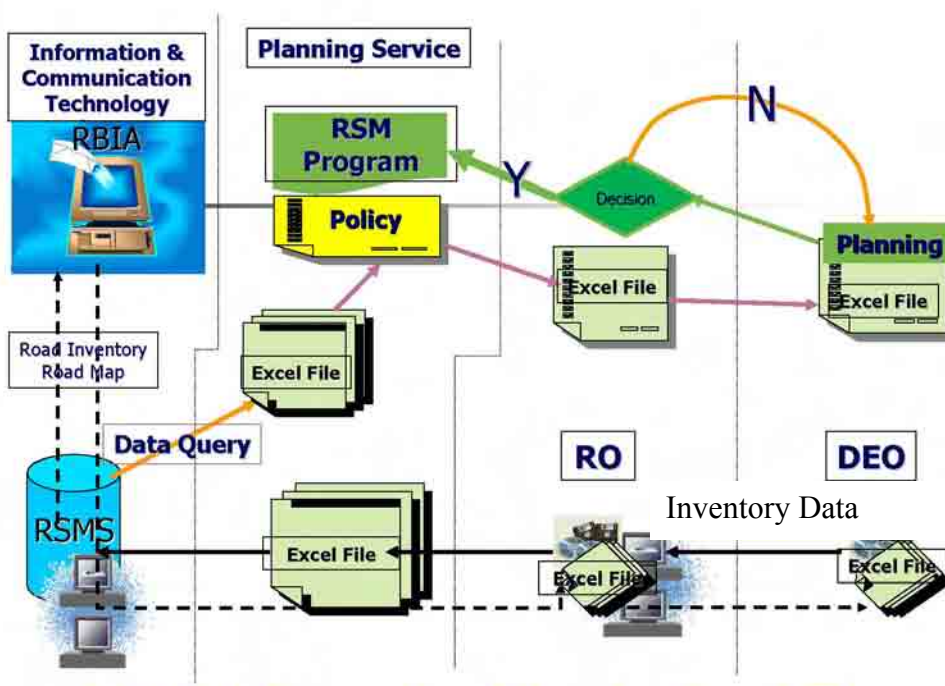 Information &
Communication
Technology
RBIA
Planning Service
RSM
Program
Policy
Y
Decision
N
Planning
Excel File
Excel File
Road Inventory
Road Map
Excel File
Data Query
RO
DEO
Inventory Data
RSMS
Excel File
Excel File
Excel File